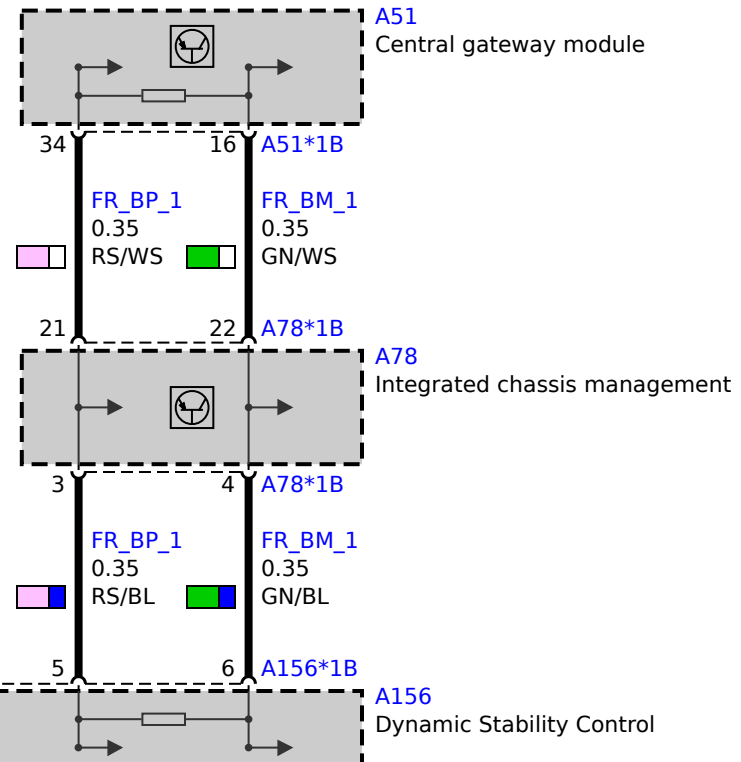 A51
Central gateway module
34
16
A51*1B
FR_BP_1
0.35
RS/WS
FR_BM_1
0.35
GN/WS
21
22
A78*1B
A78
Integrated chassis management
3
4
A78*1B
FR_BP_1
0.35
RS/BL
FR_BM_1
0.35
GN/BL
5
6
A156*1B
A156
Dynamic Stability Control